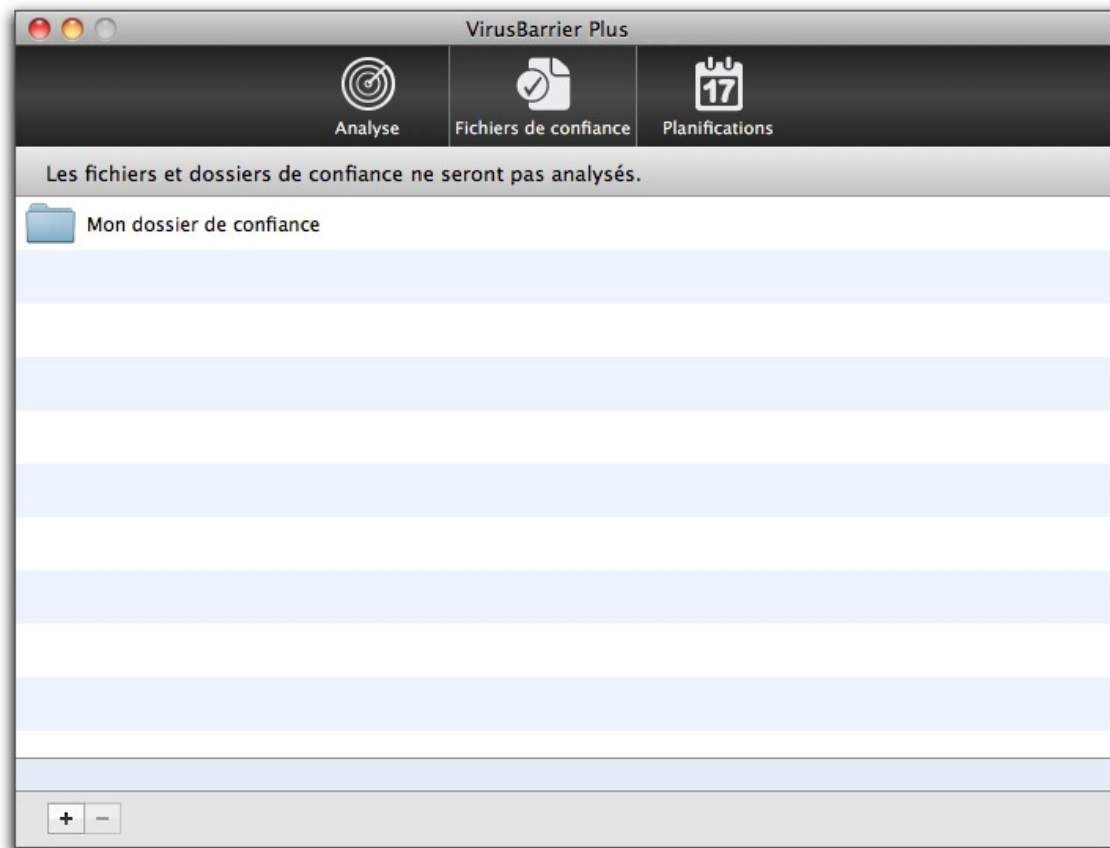 VirusBarrier Plus
17
Analyse
Fichiers de confiance
Planifications
Les fichiers et dossiers de confiance ne seront pas analysés.
Mon dossier de confiance
+ −